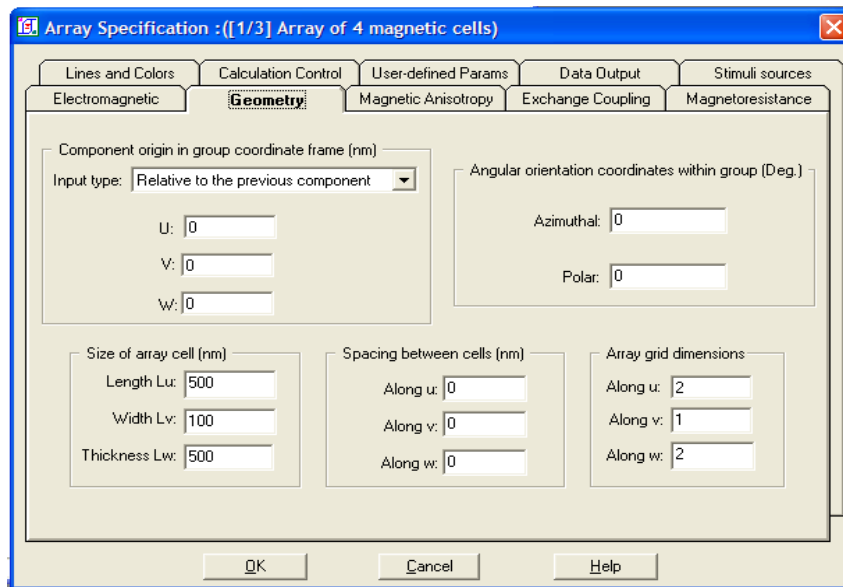 Array Specification :([1/3] Array of 4 magnetic cells)
Lines and Colors Calculation Control User-defined Params Data Output Stimuli sources
Electromagnetic Geometry Magnetic Anisotropy Exchange Coupling Magnetoresistance
Component origin in group coordinate frame (nm)
Input type: Relative to the previous component
U: 0
V: 0
W: 0
Angular orientation coordinates within group (Deg.)
Azimuthal: 0
Polar: 0
Size of array cell (nm)
Length Lu: 500
Width Lv: 100
Thickness Lw: 500
Spacing between cells (nm)
Along u: 0
Along v: 0
Along w: 0
Array grid dimensions
Along u: 2
Along v: 1
Along w: 2
OK Cancel Help